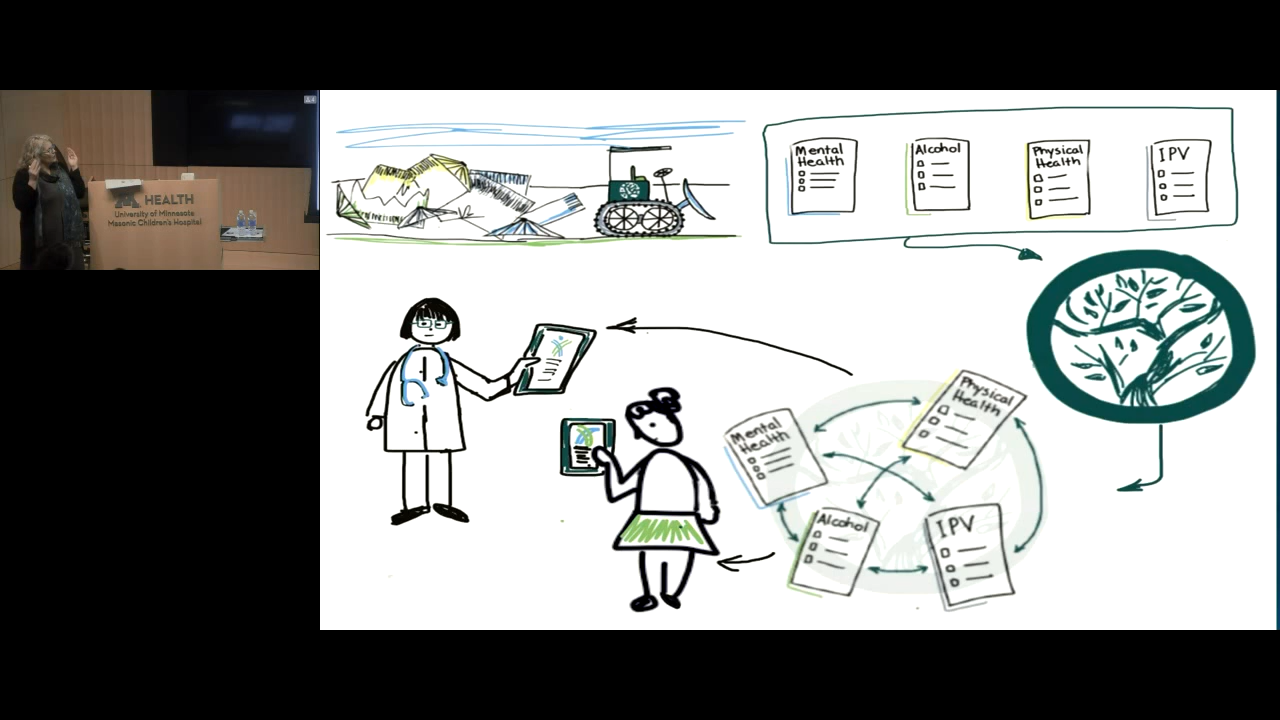 HEALTH
University of Minnesota
Masonic Children's Hospital
Mental
Health
Alcohol
Physical
Health
IPV
Physical
Health
Mental
Health
Alcohol
IPV